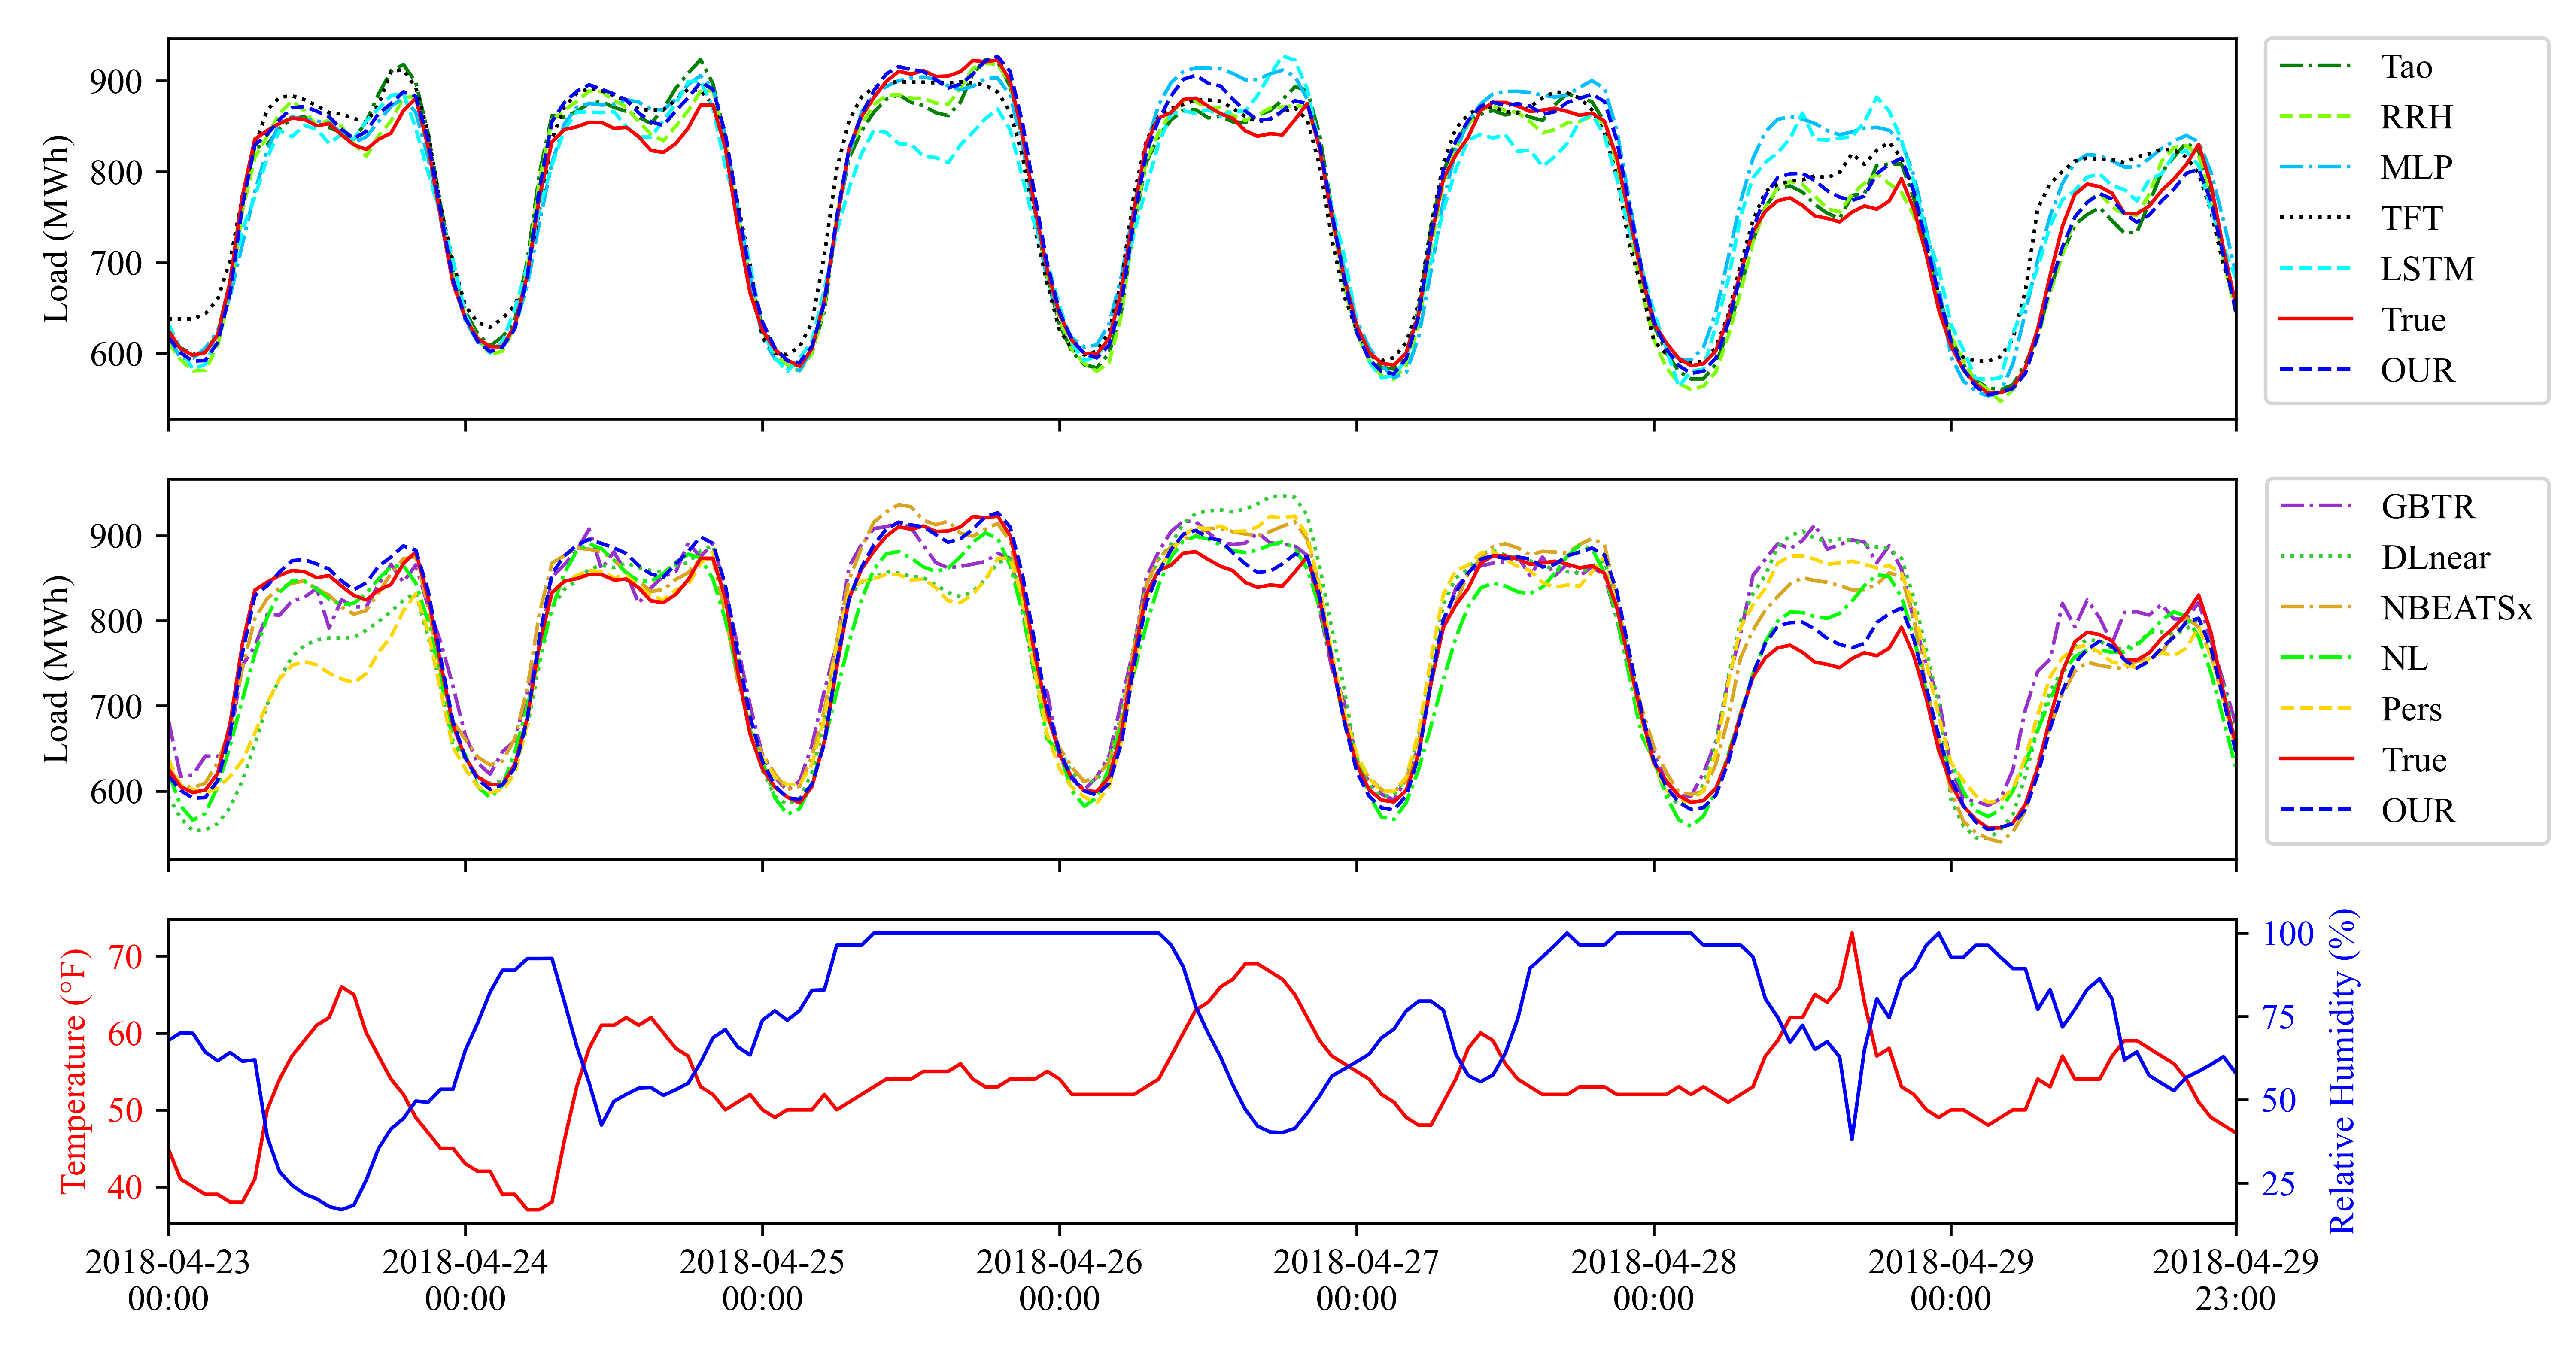 Load (MWh)
900
800
700
600
Tao
RRH
MLP
TFT
LSTM
True
OUR
Load (MWh)
900
800
700
600
GBTR
DLnear
NBEATSx
NL
Pers
True
OUR
Temperature (°F)
70
60
50
40
100
75
50
25
Relative Humidity (%)
2018-04-23 2018-04-24 2018-04-25 2018-04-26 2018-04-27 2018-04-28 2018-04-29 2018-04-29
00:00 00:00 00:00 00:00 00:00 00:00 00:00 23:00